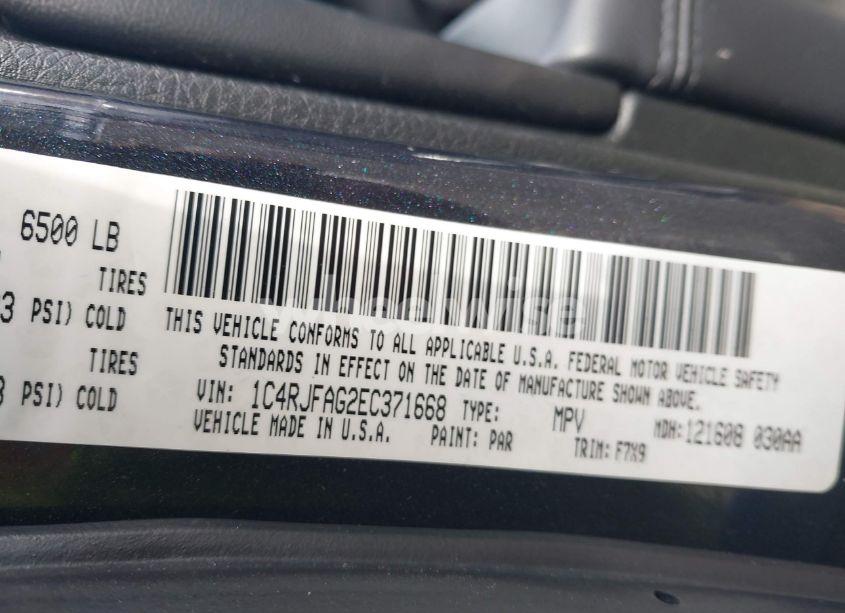 6500 LB
TIRES
3 PSI) COLD
THIS VEHICLE CONFORMS TO ALL APPLICABLE U.S.A. FEDERAL MOTOR VEHICLE SAFETY
STANDARDS IN EFFECT ON THE DATE OF MANUFACTURE SHOWN ABOVE.
TIRES
PSI) COLD
VIN: 1C4RJFAG2EC371668 TYPE: MPV MDH:121608 030AA
VEHICLE MADE IN U.S.A. PAINT: PAR TRIM: F7X9
wheelwise